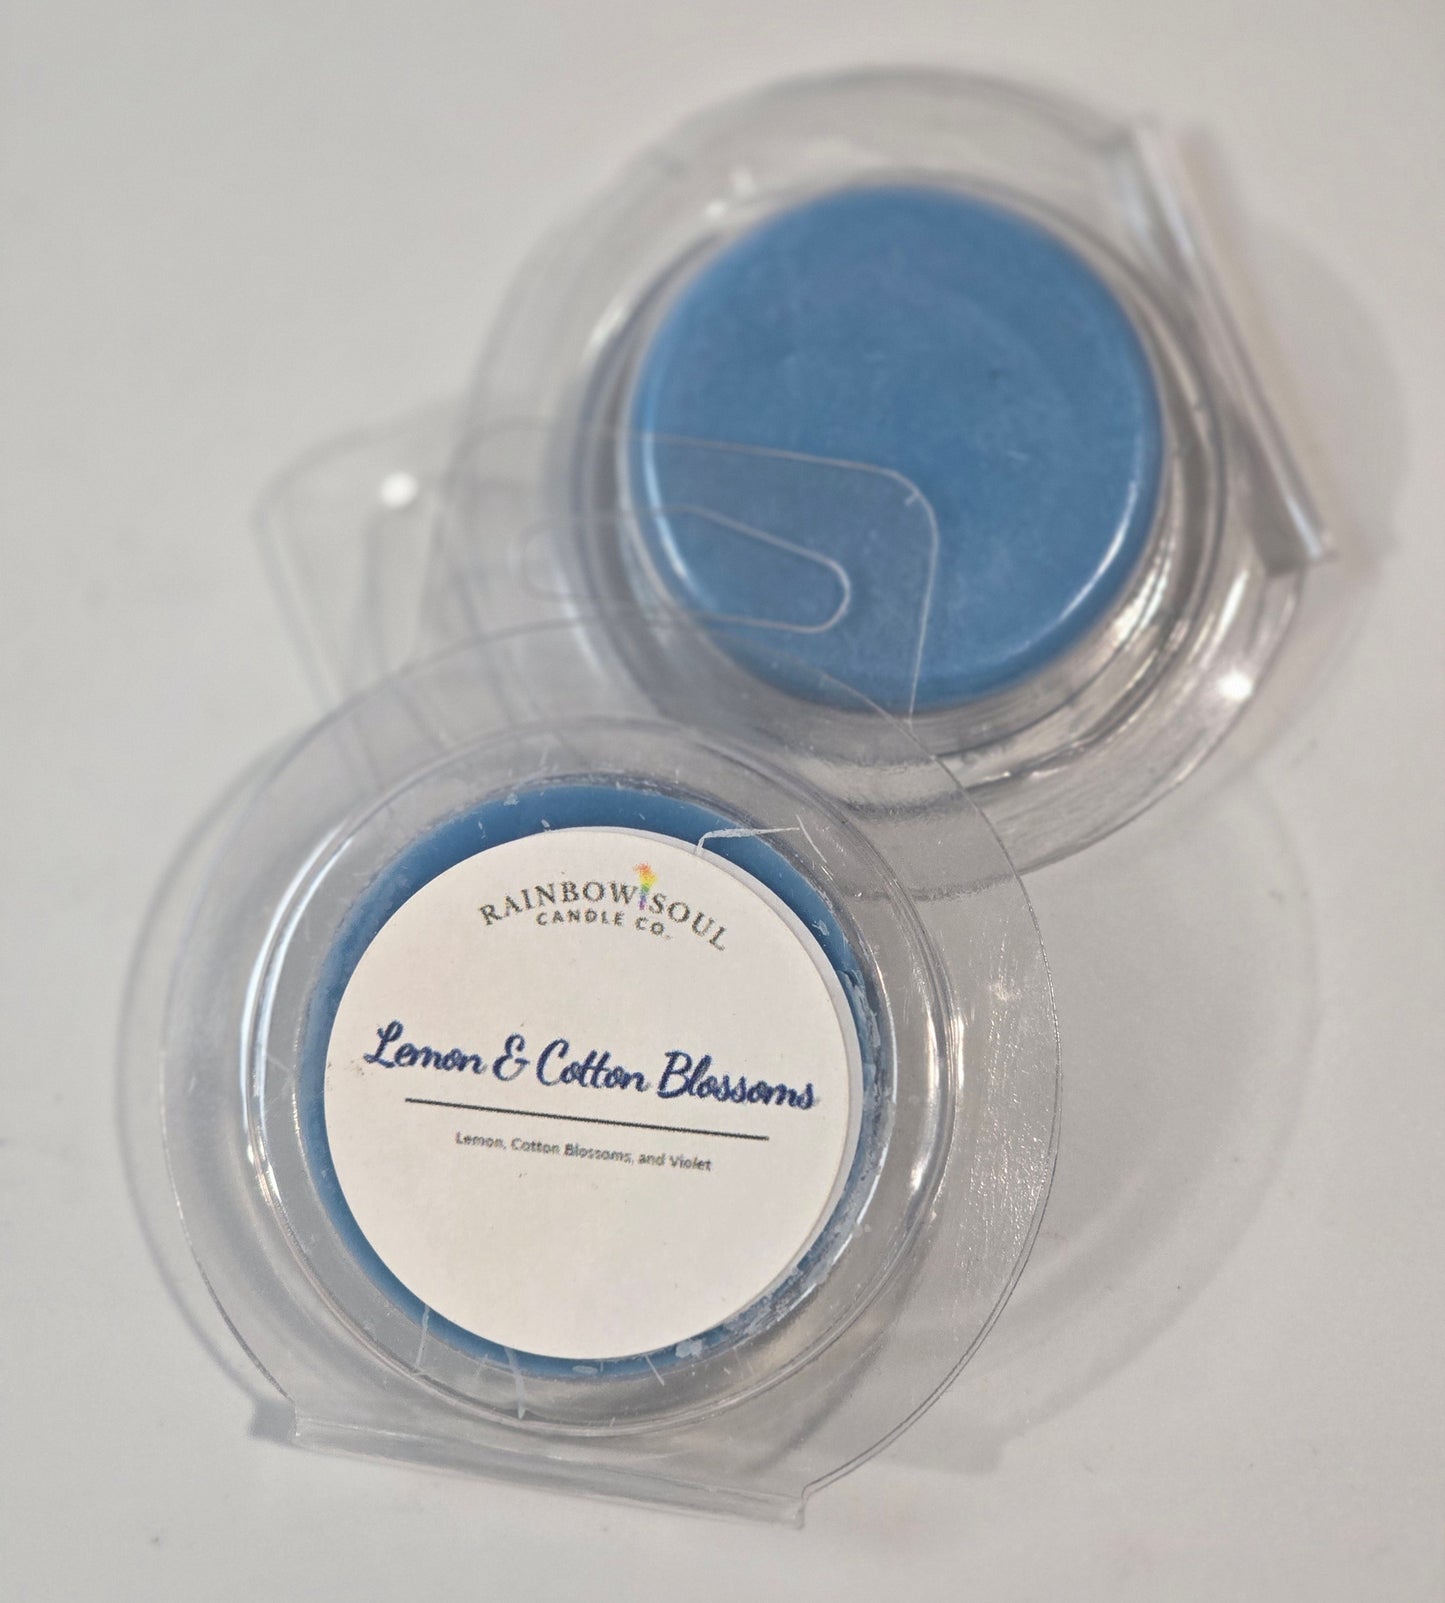 RAINBOW SOUL
CANDLE CO.
Lemon & Cotton Blossoms
Lemon, Cotton Blossoms, and Violet